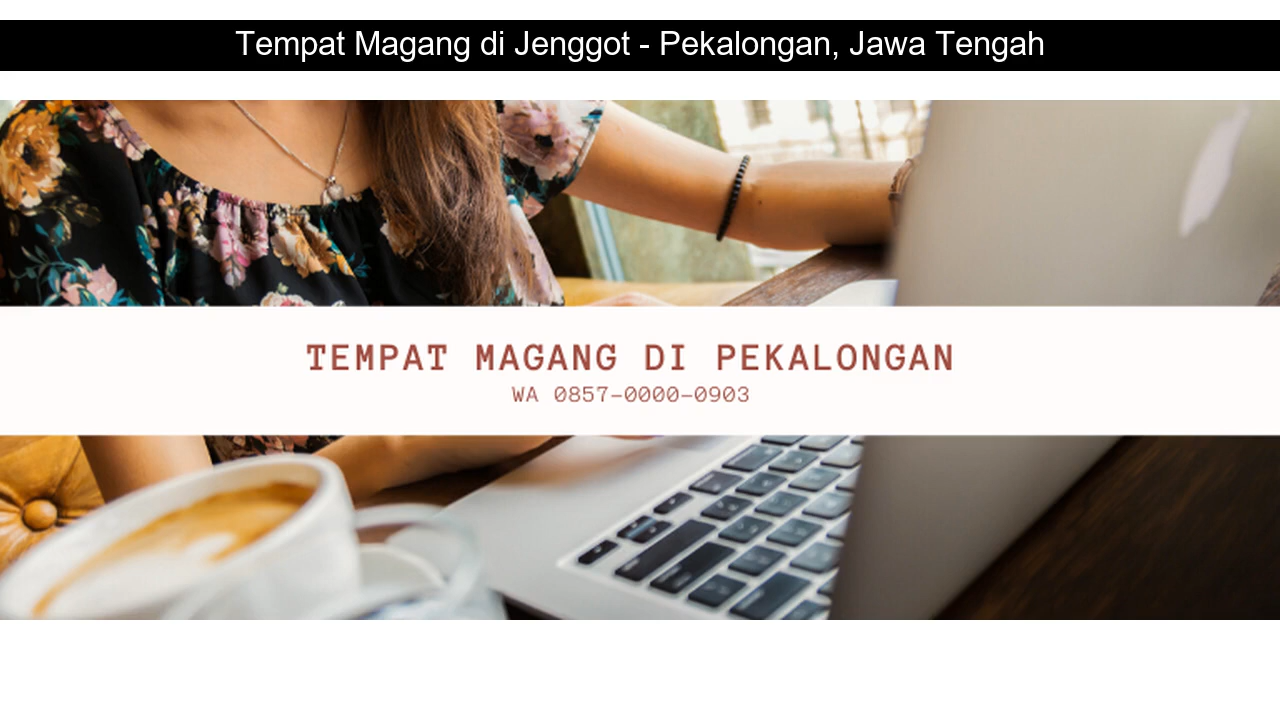 Tempat Magang di Jenggot - Pekalongan, Jawa Tengah
TEMPAT MAGANG DI PEKALONGAN
WA 0857-0000-0903